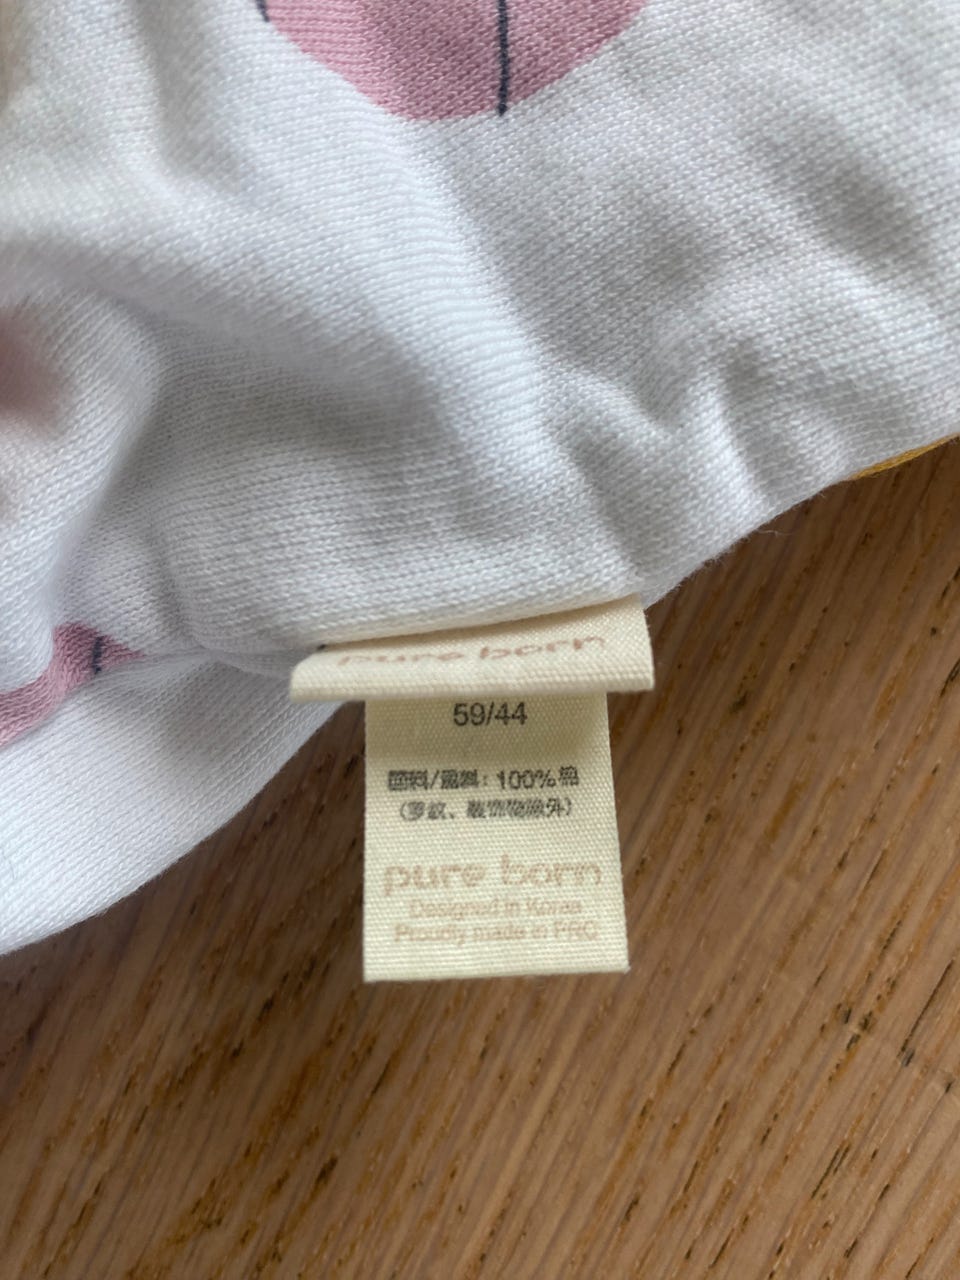 pure born
59/44
面料/里料: 100%棉
(罗纹、装饰物除外)
pure born
Designed in Korea
Proudly made in PRC